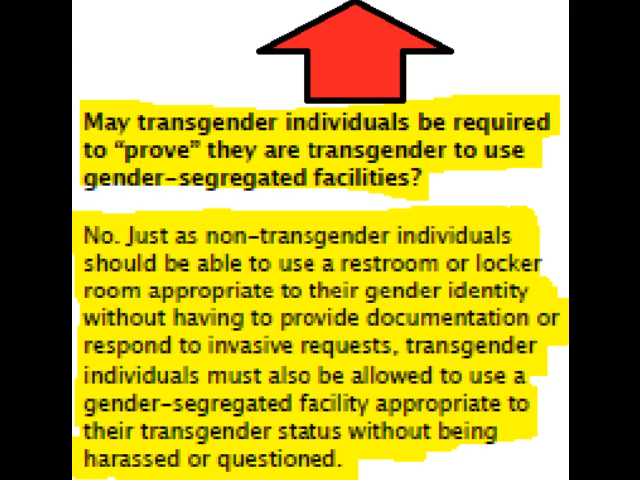 May transgender individuals be required
to “prove” they are transgender to use
gender-segregated facilities?
No. Just as non-transgender individuals
should be able to use a restroom or locker
room appropriate to their gender identity
without having to provide documentation or
respond to invasive requests, transgender
individuals must also be allowed to use a
gender-segregated facility appropriate to
their transgender status without being
harassed or questioned.